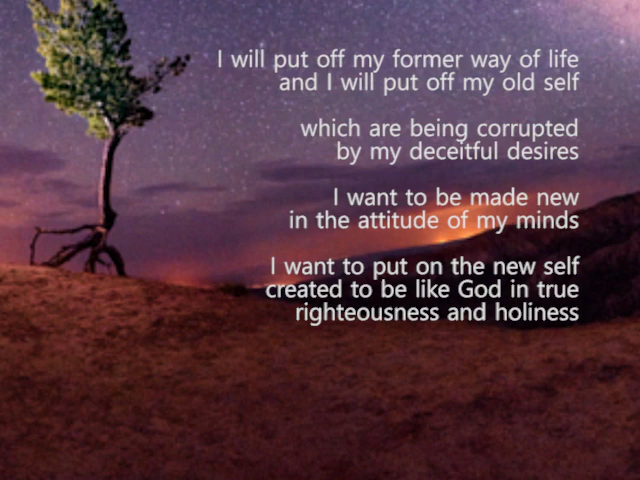 I will put off my former way of life
and I will put off my old self
which are being corrupted
by my deceitful desires
I want to be made new
in the attitude of my minds
I want to put on the new self
created to be like God in true
righteousness and holiness